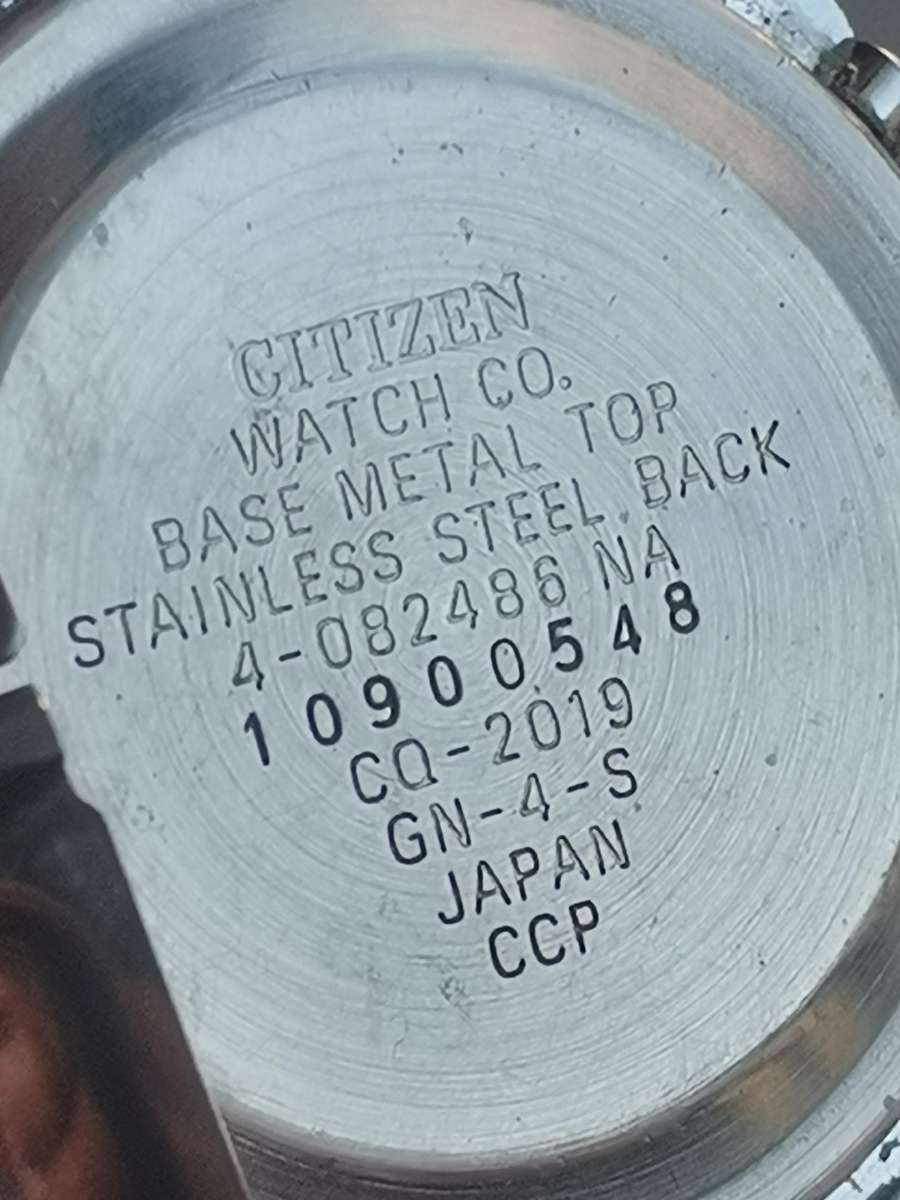 CITIZEN
WATCH CO.
BASE METAL TOP
STAINLESS STEEL BACK
4-082486 NA
10900548
CQ-2019
GN-4-S
JAPAN
CCP